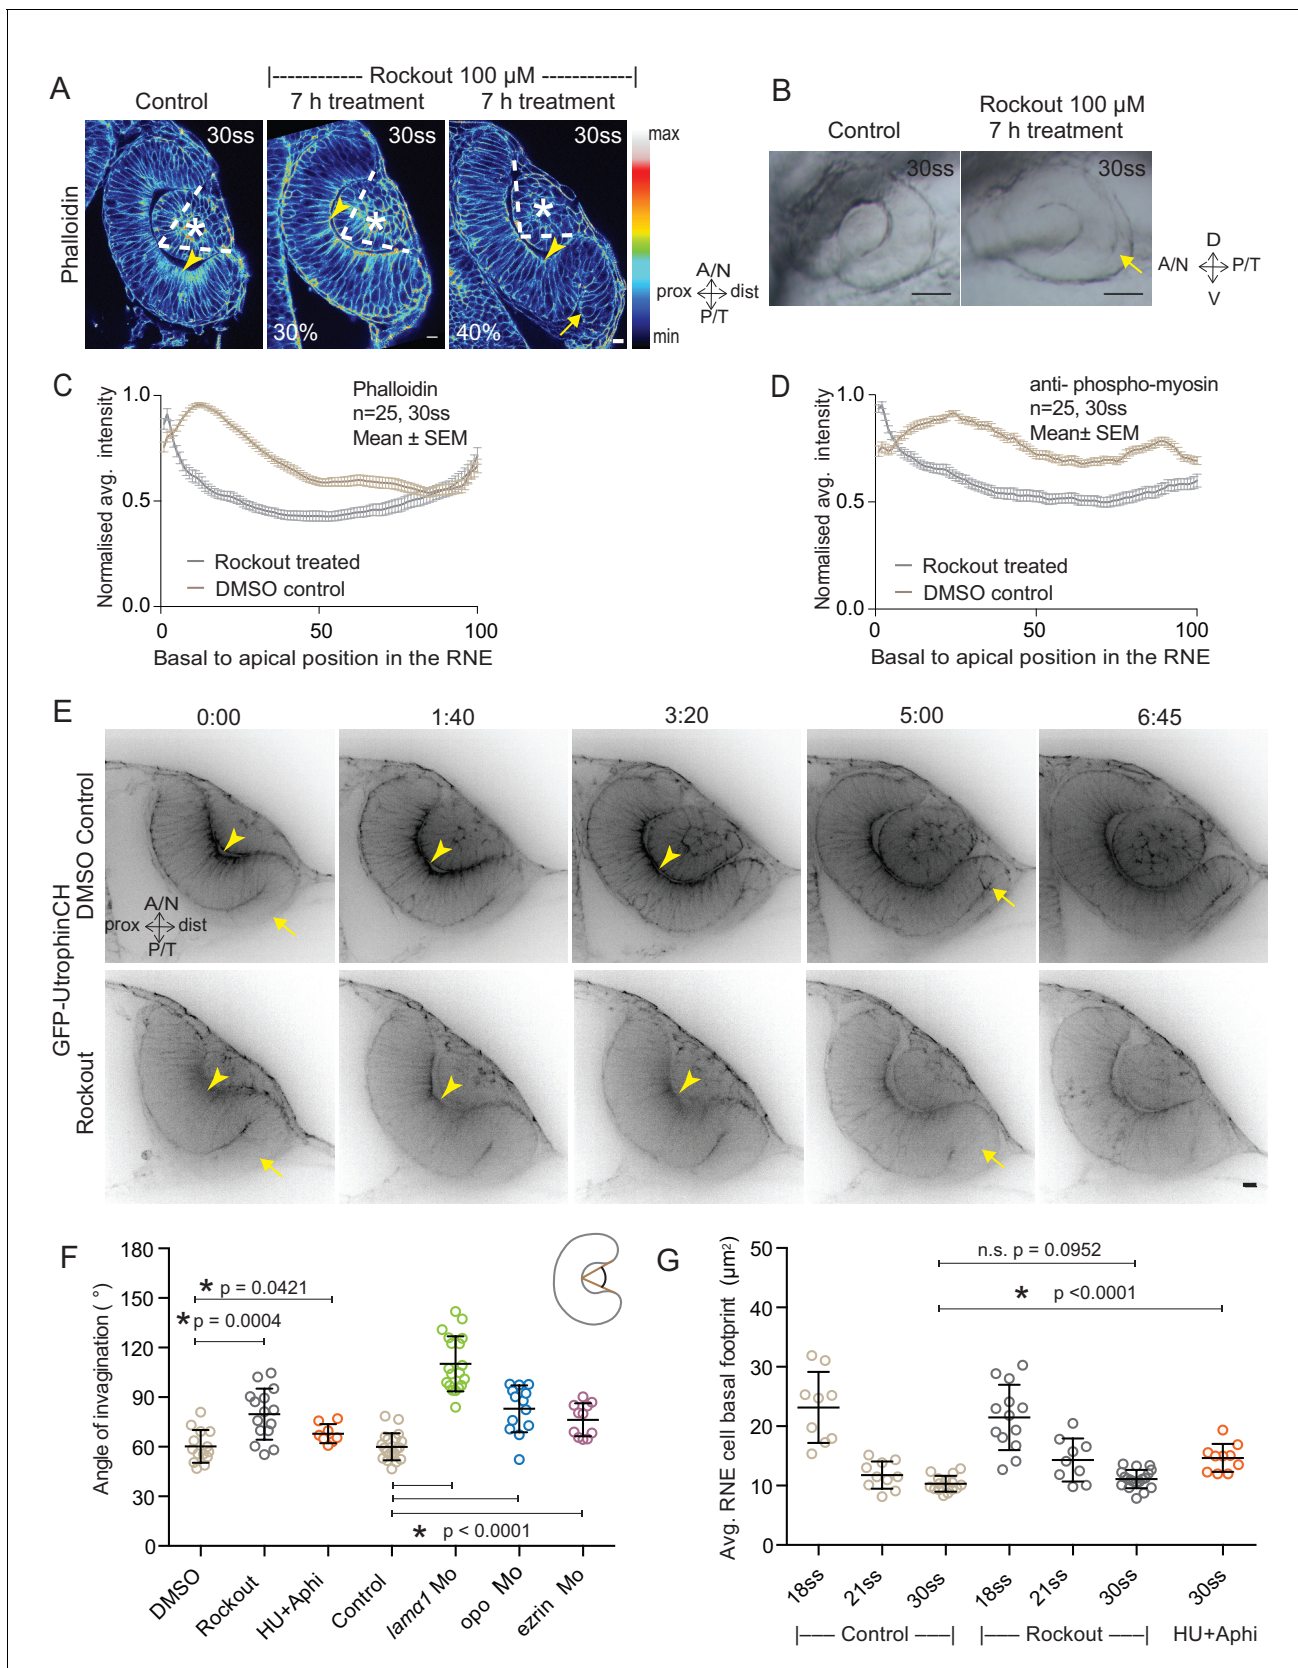 A
|------------ Rockout 100 µM ------------|
Control
7 h treatment
7 h treatment
30ss
30ss
30ss
*
*
*
30%
40%
Phalloidin
max
min
A/N
prox
dist
P/T
B
Rockout 100 µM
Control
7 h treatment
30ss
30ss
D
A/N
P/T
V
C
Phalloidin
n=25, 30ss
Mean ± SEM
Normalised avg. intensity
1.0
0.5
0.0
Rockout treated
DMSO control
0
50
100
Basal to apical position in the RNE
D
anti- phospho-myosin
n=25, 30ss
Mean± SEM
Normalised avg. intensity
1.0
0.5
0.0
Rockout treated
DMSO control
0
50
100
Basal to apical position in the RNE
E
0:00
1:40
3:20
5:00
6:45
GFP-UtrophinCH
DMSO Control
Rockout
A/N
prox
dist
P/T
F
Angle of invagination ( °)
180
150
120
90
60
30
0
* p = 0.0421
* p = 0.0004
* p < 0.0001
DMSO
Rockout
HU+Aphi
Control
lamα1 Mo
opo Mo
ezrin Mo
G
Avg. RNE cell basal footprint (µm²)
50
40
30
20
10
0
n.s. p = 0.0952
* p <0.0001
18ss
21ss
30ss
18ss
21ss
30ss
30ss
|––– Control –––|
|––– Rockout –––|
HU+Aphi